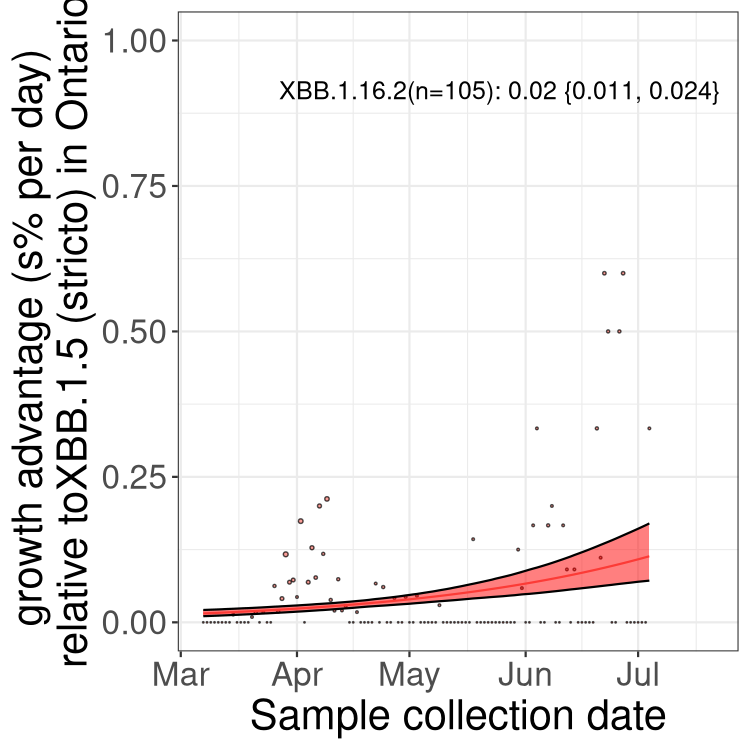 growth advantage (s% per day)
relative toXBB.1.5 (stricto) in Ontario
1.00
0.75
0.50
0.25
0.00
XBB.1.16.2(n=105): 0.02 {0.011, 0.024}
Mar Apr May Jun Jul
Sample collection date